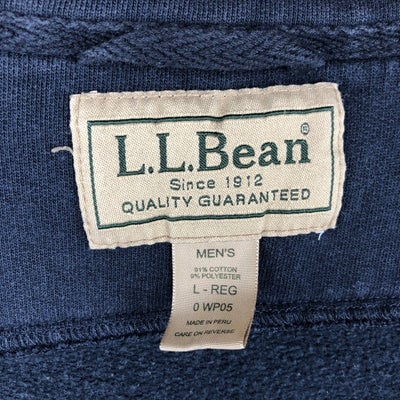 L.L.Bean®
Since 1912
QUALITY GUARANTEED
MEN'S
91% COTTON
9% POLYESTER
L - REG
0 WP05
MADE IN PERU
CARE ON REVERSE